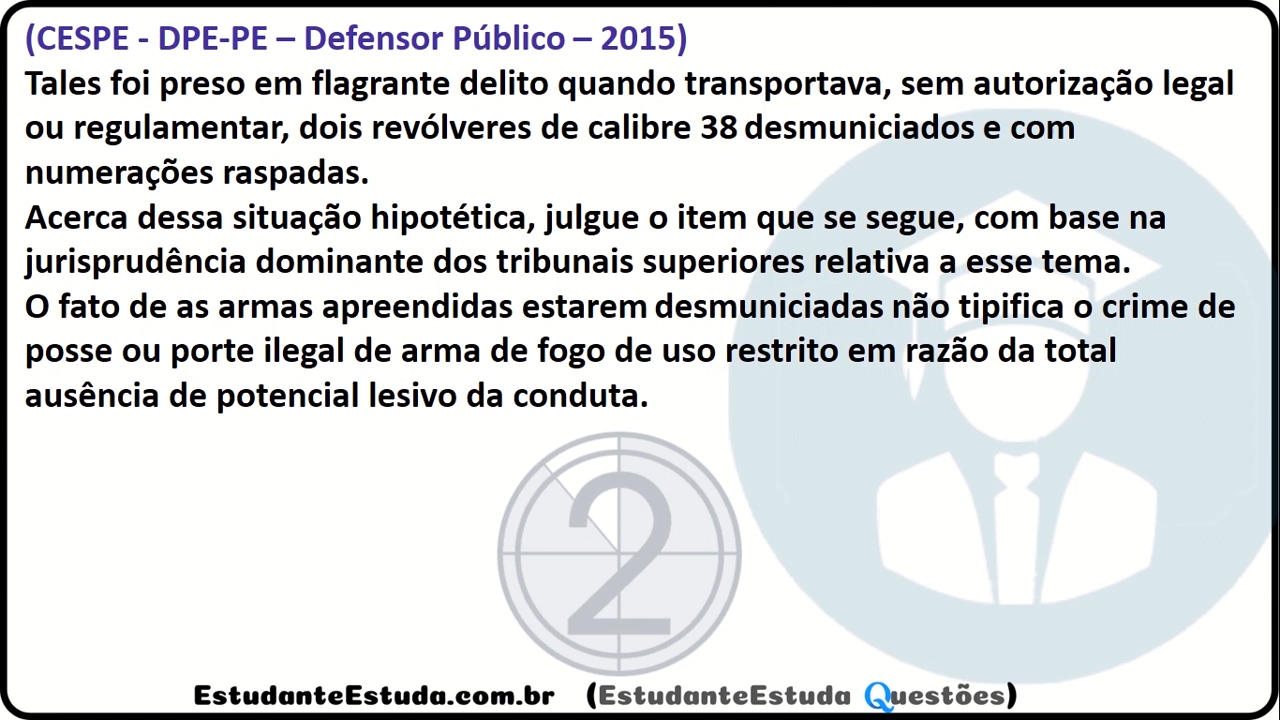 (CESPE - DPE-PE – Defensor Público – 2015)
Tales foi preso em flagrante delito quando transportava, sem autorização legal
ou regulamentar, dois revólveres de calibre 38 desmuniciados e com
numerações raspadas.
Acerca dessa situação hipotética, julgue o item que se segue, com base na
jurisprudência dominante dos tribunais superiores relativa a esse tema.
O fato de as armas apreendidas estarem desmuniciadas não tipifica o crime de
posse ou porte ilegal de arma de fogo de uso restrito em razão da total
ausência de potencial lesivo da conduta.
2
EstudanteEstuda.com.br (EstudanteEstuda Questões)